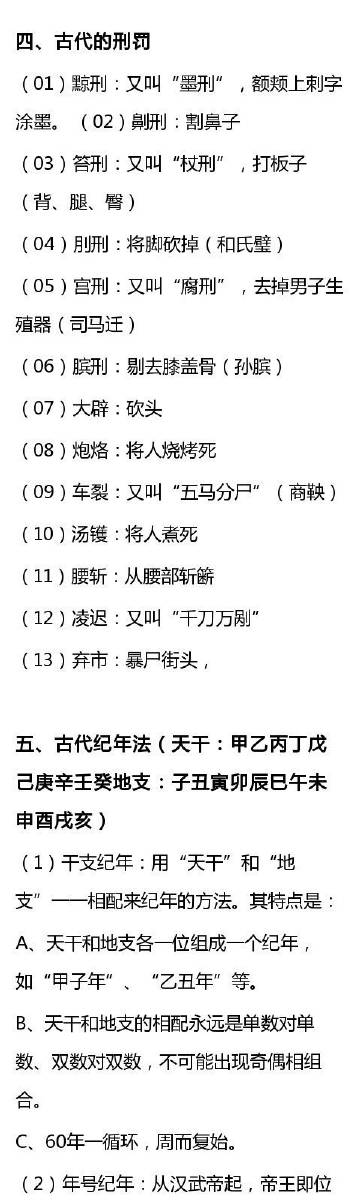 四、古代的刑罚
（01）黥刑：又叫“墨刑”，额颊上刺字
涂墨。（02）劓刑：割鼻子
（03）笞刑：又叫“杖刑”，打板子
（背、腿、臀）
（04）刖刑：将脚砍掉（和氏璧）
（05）宫刑：又叫“腐刑”，去掉男子生
殖器（司马迁）
（06）膑刑：剔去膝盖骨（孙膑）
（07）大辟：砍头
（08）炮烙：将人烧烤死
（09）车裂：又叫“五马分尸”（商鞅）
（10）汤镬：将人煮死
（11）腰斩：从腰部斩斷
（12）凌迟：又叫“千刀万剐”
（13）弃市：暴尸街头，
五、古代纪年法（天干：甲乙丙丁戊
己庚辛壬癸地支：子丑寅卯辰巳午未
申酉戌亥）
（1）干支纪年：用“天干”和“地
支”一一相配来纪年的方法。其特点是：
A、天干和地支各一位组成一个纪年，
如“甲子年”、“乙丑年”等。
B、天干和地支的相配永远是单数对单
数、双数对双数，不可能出现奇偶相组
合。
C、60年一循环，周而复始。
（2）年号纪年：从汉武帝起，帝王即位